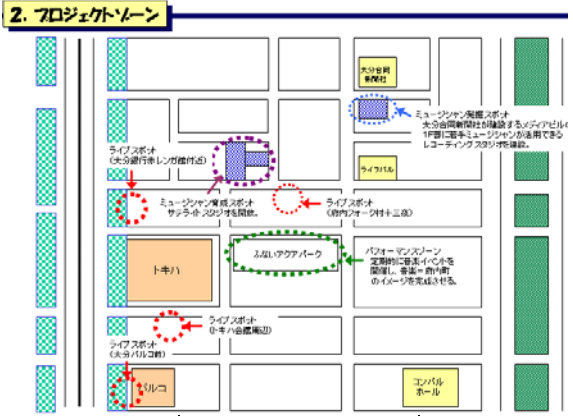 2. プロジェクトゾーン
大分合同
新聞社
ミュージシャン発掘スポット
大分合同新聞社が建設するメディアビルの
1F部に若手ミュージシャンが活用できる
レコーディングスタジオを建設。
ライブスポット
(大分銀行赤レンガ館付近)
ライフパル
ミュージシャン育成スポット
サテライトスタジオを開放。
ライブスポット
(府内フォーク村十三夜)
トキハ
ふないアクアパーク
パフォーマンスゾーン
定期的に音楽イベントを
開催し、音楽=府内町
のイメージを完成させる。
ライブスポット
(トキハ会館周辺)
ライブスポット
(大分パルコ前)
パルコ
コンパル
ホール